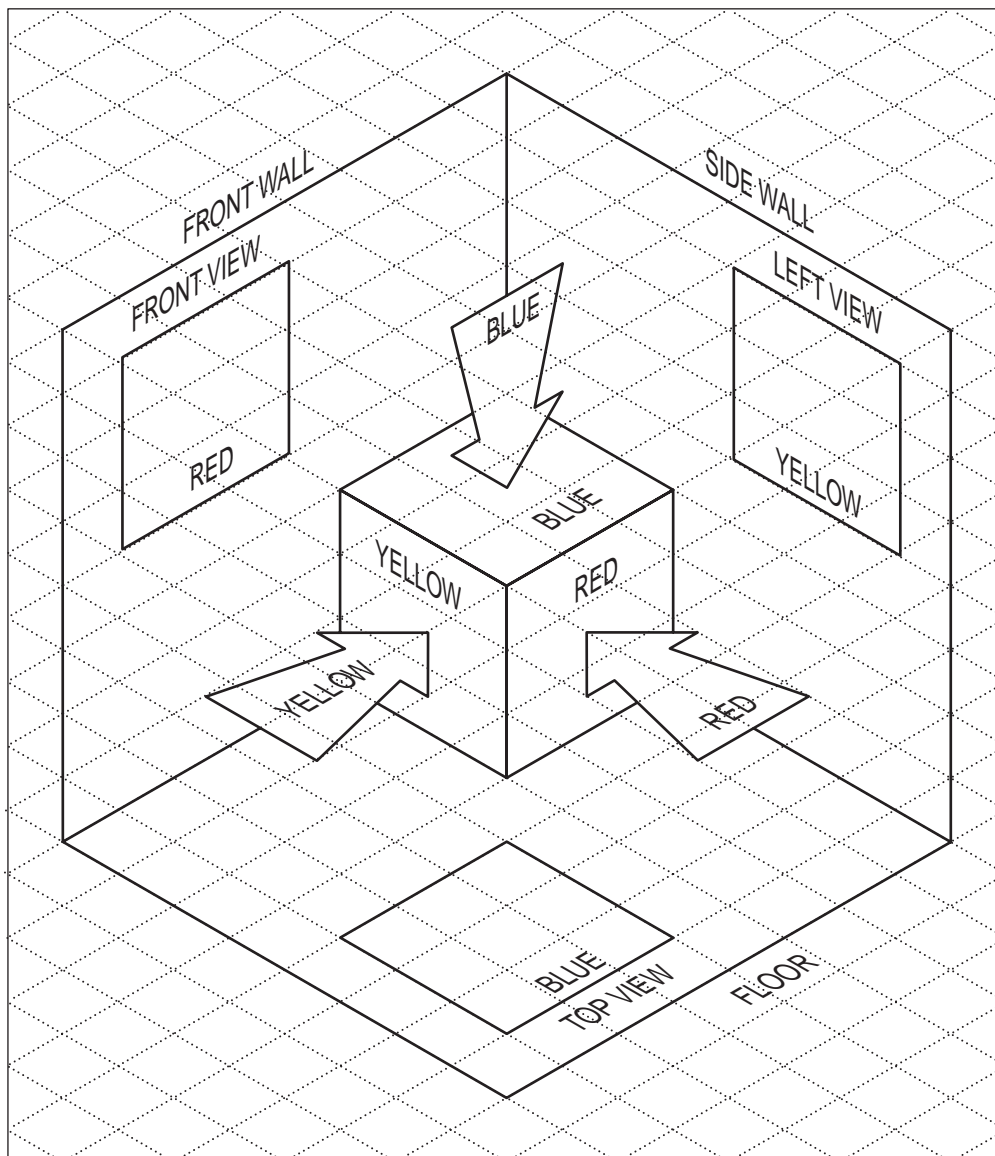 FRONT WALL
SIDE WALL
FRONT VIEW
LEFT VIEW
BLUE
RED
YELLOW
BLUE
YELLOW
RED
YELLOW
RED
BLUE
TOP VIEW
FLOOR